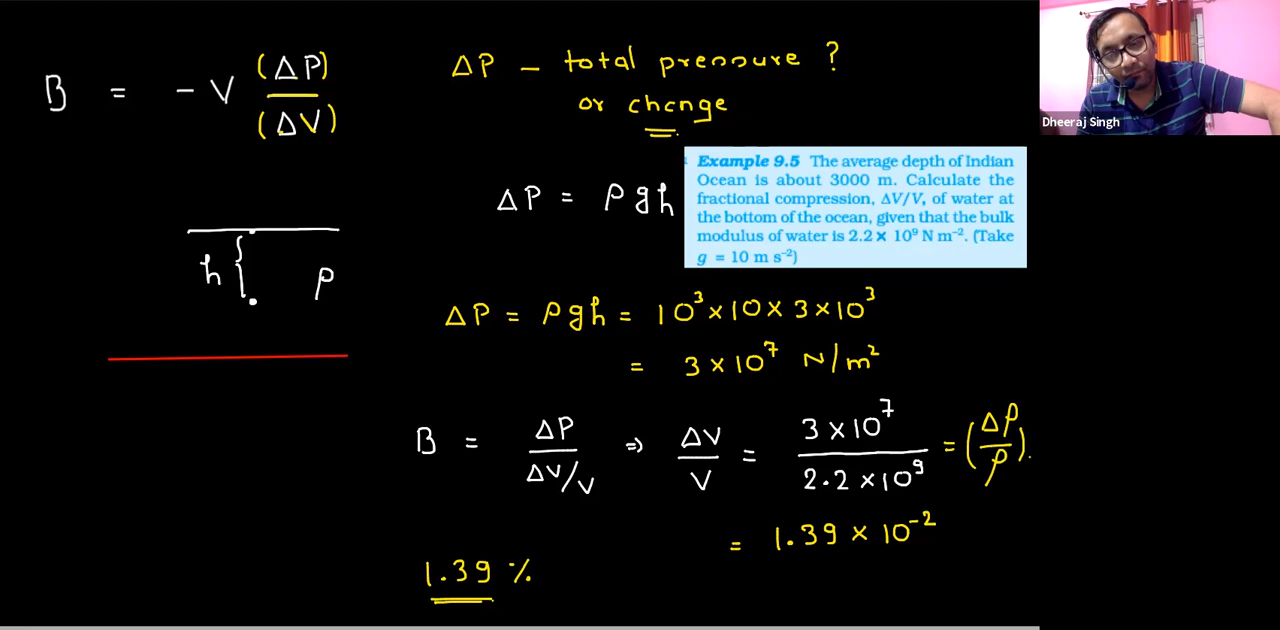 B = - V (ΔP) / (ΔV)
ΔP - total pressure ?
or change
Dheeraj Singh
ΔP = ρgh
Example 9.5 The average depth of Indian
Ocean is about 3000 m. Calculate the
fractional compression, ΔV/V, of water at
the bottom of the ocean, given that the bulk
modulus of water is 2.2 × 10⁹ N m⁻². (Take
g = 10 m s⁻²)
h{ ρ
ΔP = ρgh = 10³×10×3×10³
= 3×10⁷ N/m²
B = ΔP / ΔV/V ⇒ ΔV / V = 3×10⁷ / 2.2×10⁹ = (Δρ / ρ).
= 1.39 × 10⁻²
1.39 %